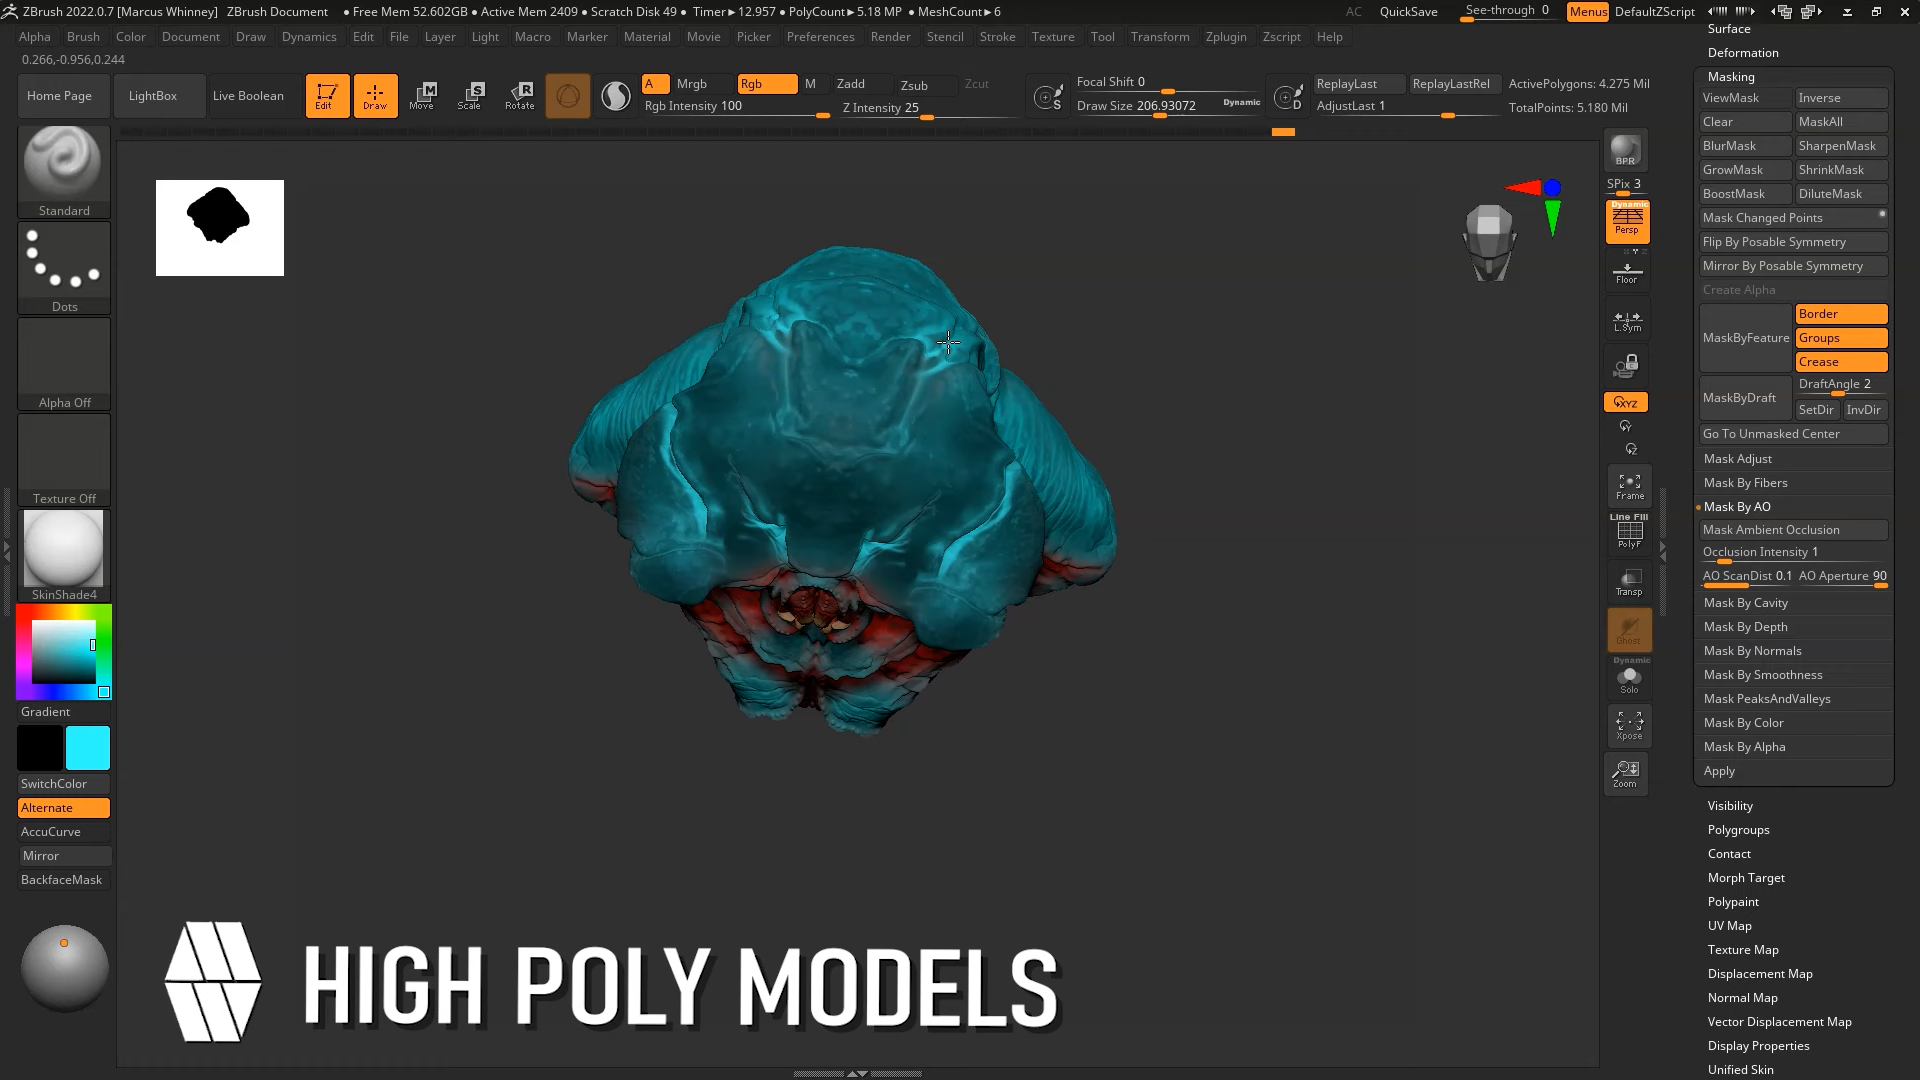 ZBrush 2022.0.7 [Marcus Whinney] ZBrush Document ● Free Mem 52.602GB ● Active Mem 2409 ● Scratch Disk 49 ● Timer►12.957 ● PolyCount►5.18 MP ● MeshCount►6 AC QuickSave See-through 0 Menus DefaultZScript
Alpha Brush Color Document Draw Dynamics Edit File Layer Light Macro Marker Material Movie Picker Preferences Render Stencil Stroke Texture Tool Transform Zplugin Zscript Help
0.266,-0.956,0.244
Home Page LightBox Live Boolean Edit Draw Move Scale Rotate
A Mrgb Rgb M Zadd Zsub Zcut
Rgb Intensity 100 Z Intensity 25
Focal Shift 0
Draw Size 206.93072 Dynamic
ReplayLast ReplayLastRel ActivePolygons: 4.275 Mil
AdjustLast 1 TotalPoints: 5.180 Mil
Standard
Dots
Alpha Off
Texture Off
SkinShade4
Gradient
SwitchColor
Alternate
AccuCurve
Mirror
BackfaceMask
HIGH POLY MODELS
BPR
SPix 3
Dynamic
Persp
Floor
L.Sym
XYZ
Frame
Line Fill
PolyF
Transp
Ghost
Dynamic
Solo
Xpose
Zoom
Surface
Deformation
Masking
ViewMask Inverse
Clear MaskAll
BlurMask SharpenMask
GrowMask ShrinkMask
BoostMask DiluteMask
Mask Changed Points
Flip By Posable Symmetry
Mirror By Posable Symmetry
Create Alpha
MaskByFeature Border
Groups
Crease
MaskByDraft DraftAngle 2
SetDir InvDir
Go To Unmasked Center
Mask Adjust
Mask By Fibers
Mask By AO
Mask Ambient Occlusion
Occlusion Intensity 1
AO ScanDist 0.1 AO Aperture 90
Mask By Cavity
Mask By Depth
Mask By Normals
Mask By Smoothness
Mask PeaksAndValleys
Mask By Color
Mask By Alpha
Apply
Visibility
Polygroups
Contact
Morph Target
Polypaint
UV Map
Texture Map
Displacement Map
Normal Map
Vector Displacement Map
Display Properties
Unified Skin